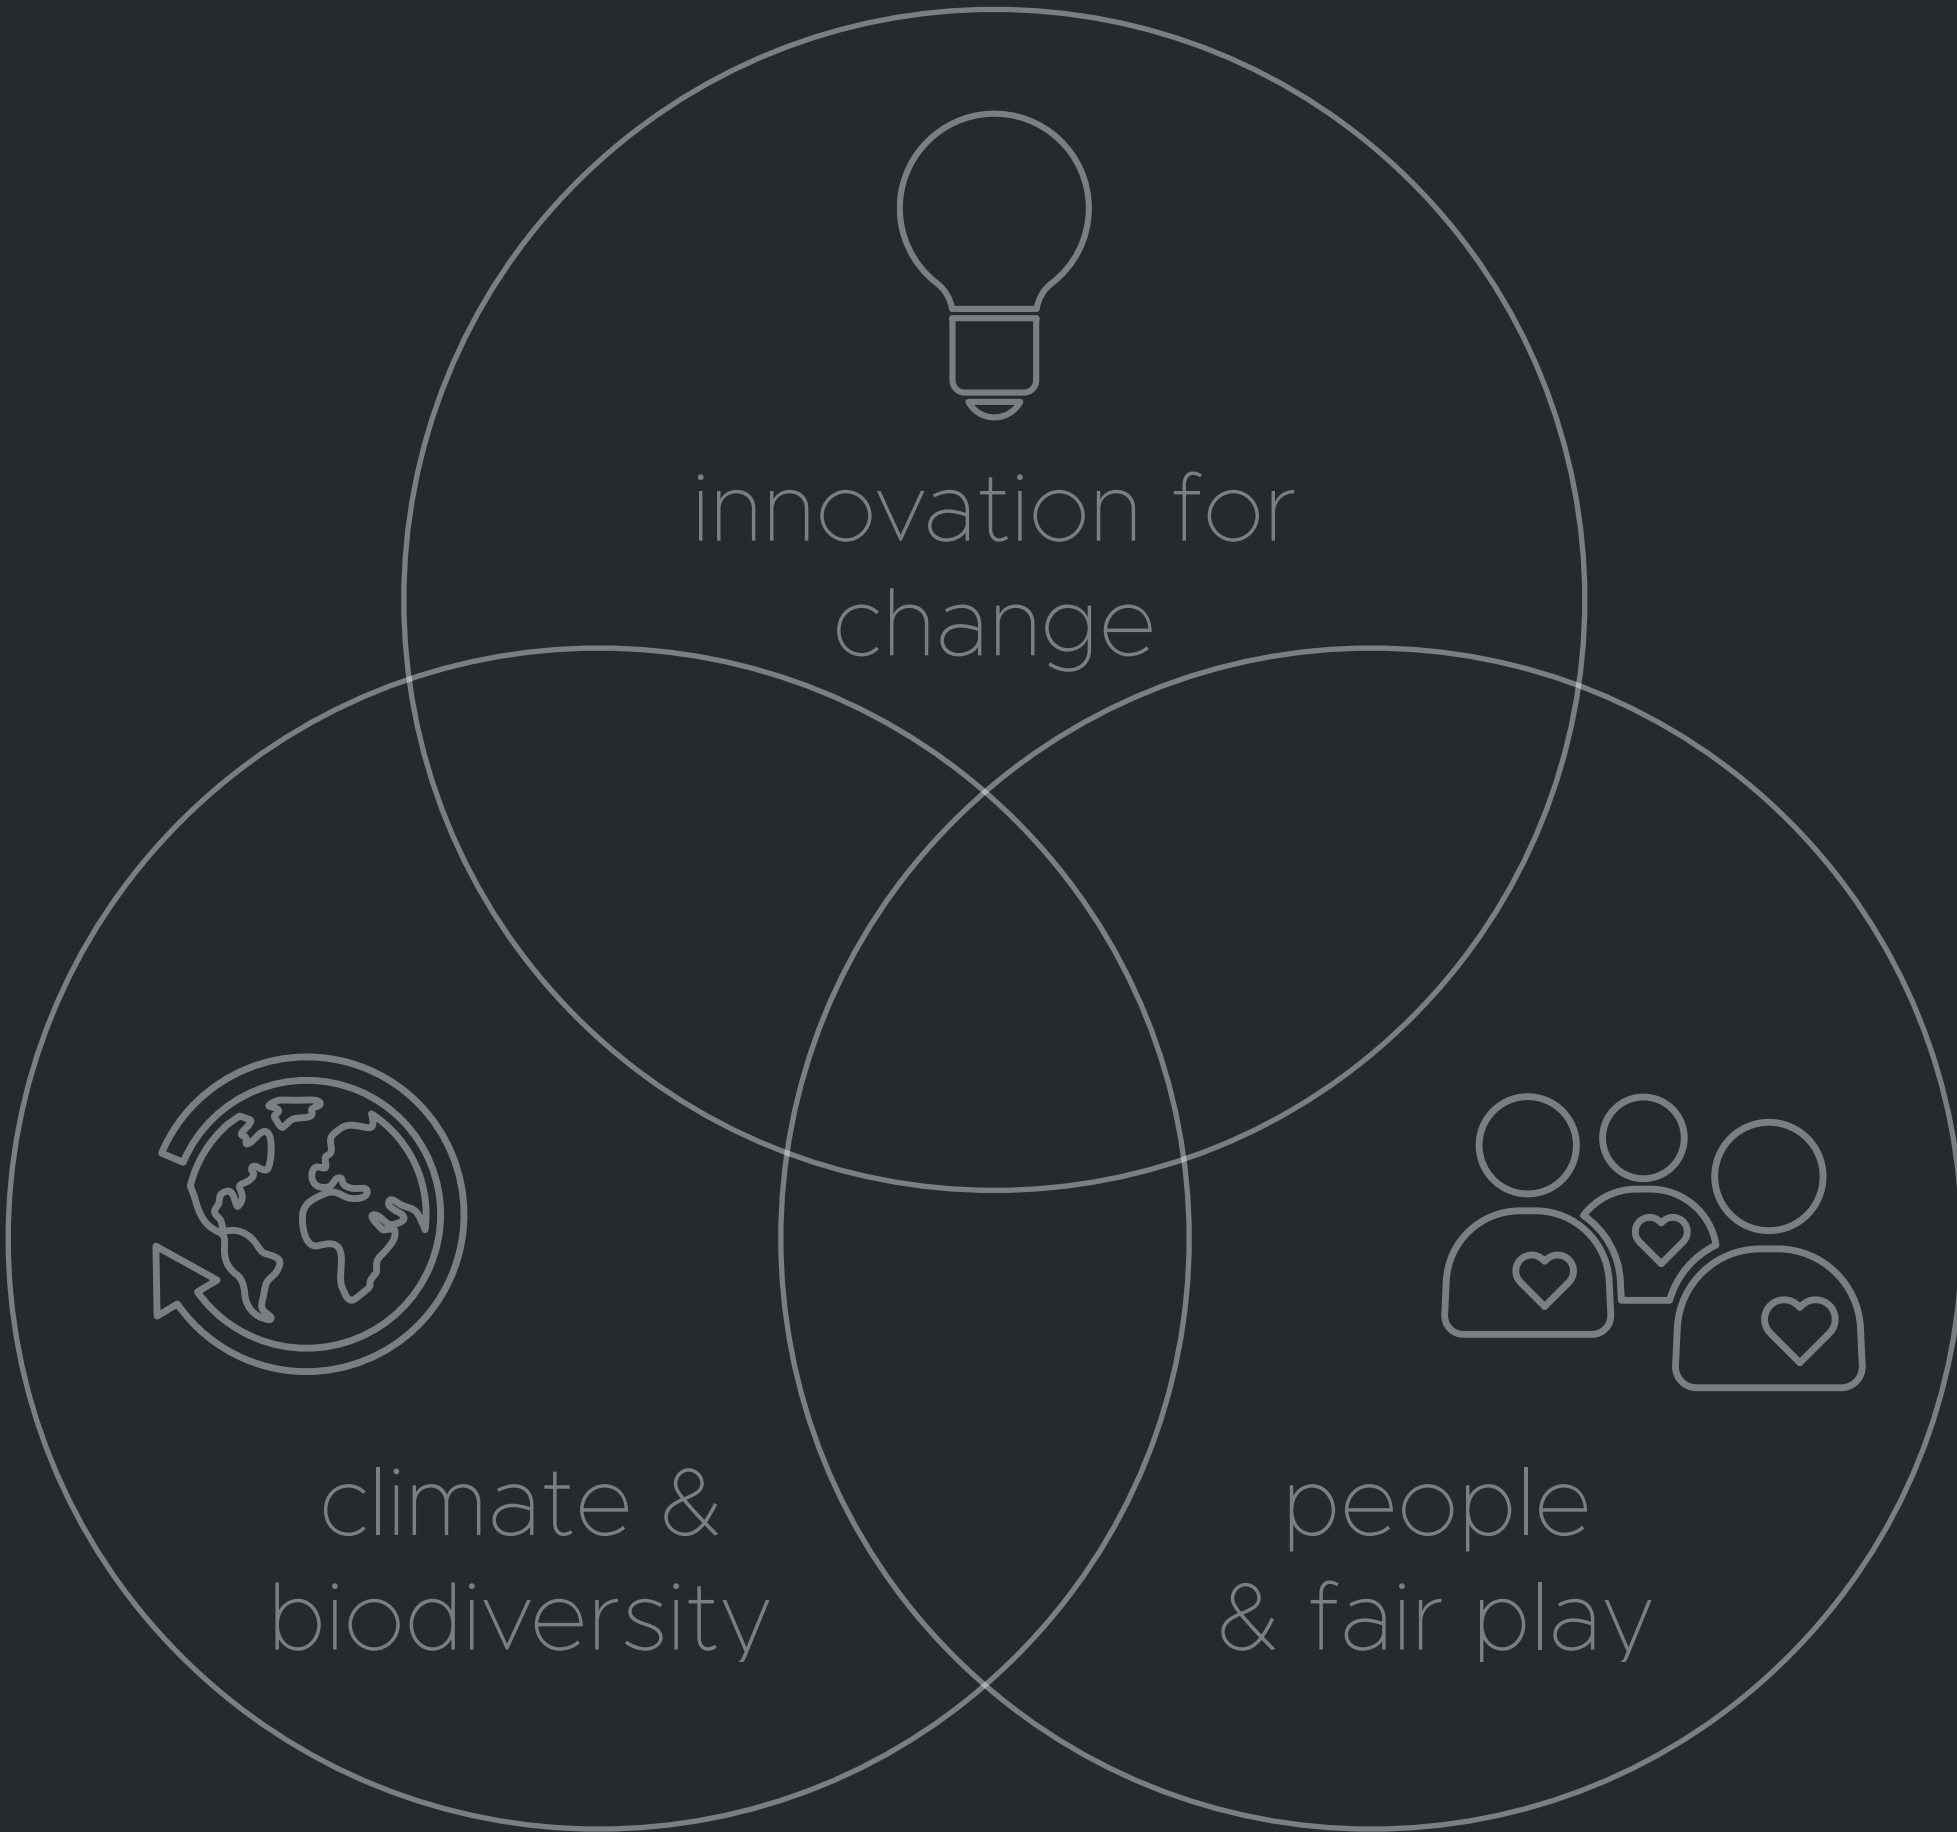 innovation for
change
climate &
biodiversity
people
& fair play